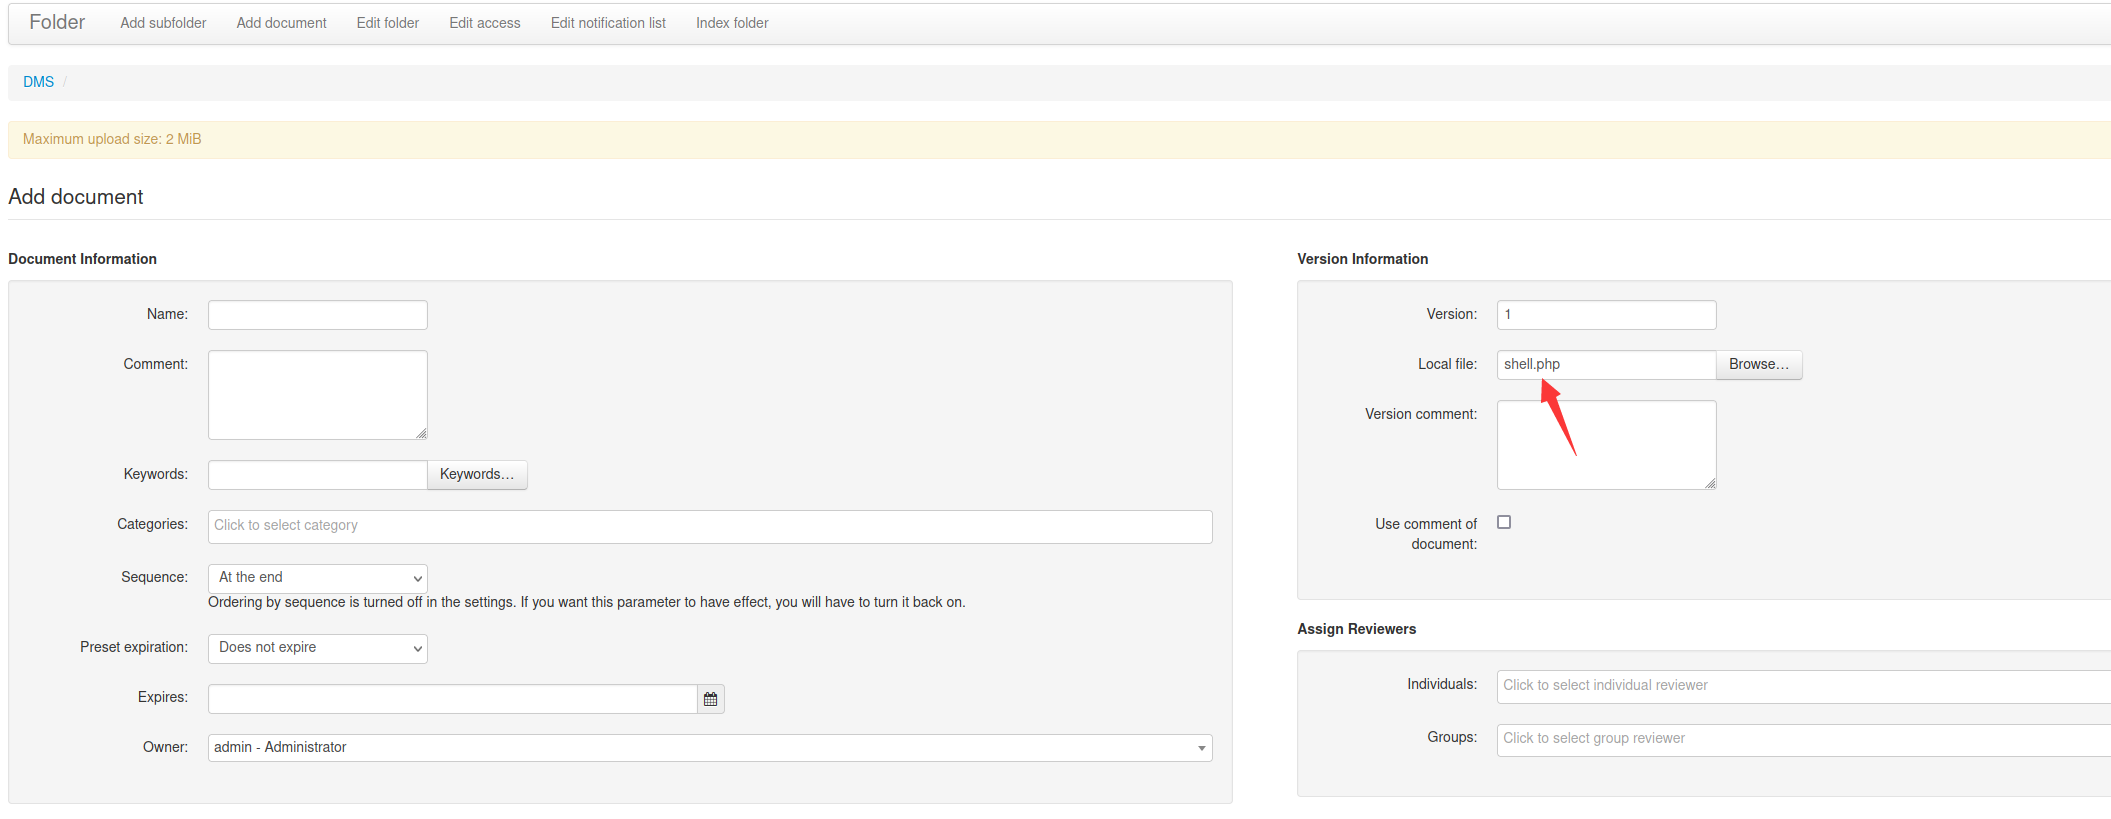 Folder Add subfolder Add document Edit folder Edit access Edit notification list Index folder
DMS /
Maximum upload size: 2 MiB
Add document
Document Information
Name:
Comment:
Keywords: Keywords…
Categories: Click to select category
Sequence: At the end
Ordering by sequence is turned off in the settings. If you want this parameter to have effect, you will have to turn it back on.
Preset expiration: Does not expire
Expires:
Owner: admin - Administrator
Version Information
Version: 1
Local file: shell.php Browse…
Version comment:
Use comment of
document:
Assign Reviewers
Individuals: Click to select individual reviewer
Groups: Click to select group reviewer